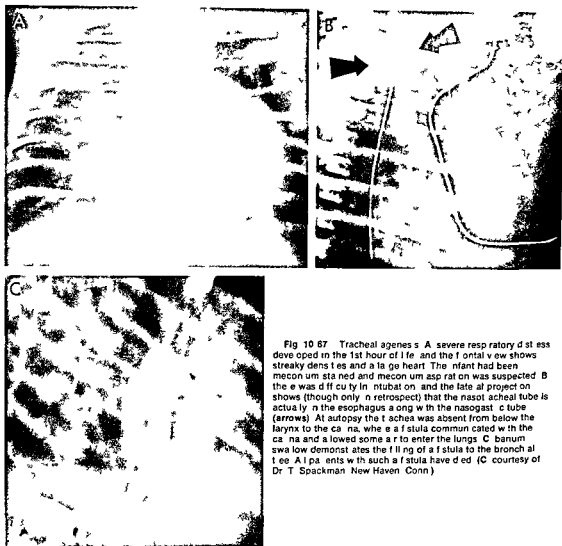 A
B
C
Fig 10 67 Tracheal agenes s A severe resp ratory d st ess
deve oped in the 1st hour of l fe and the f ontal v ew shows
streaky dens t es and a la ge heart The nfant had been
mecon um sta ned and mecon um asp rat on was suspected B
the e was d ff cu ty in ntubat on and the late al project on
shows (though only n retrospect) that the nasot acheal tube is
actua ly n the esophagus a ong w th the nasogast c tube
(arrows) At autopsy the t achea was absent from below the
larynx to the ca na, whe e a f stula commun cated w th the
ca na and a lowed some a r to enter the lungs C banum
swa low demonst ates the f ll ng of a f stula to the bronch al
t ee A l pa ents w th such a f stula have d ed (C courtesy of
Dr T Spackman New Haven Conn )